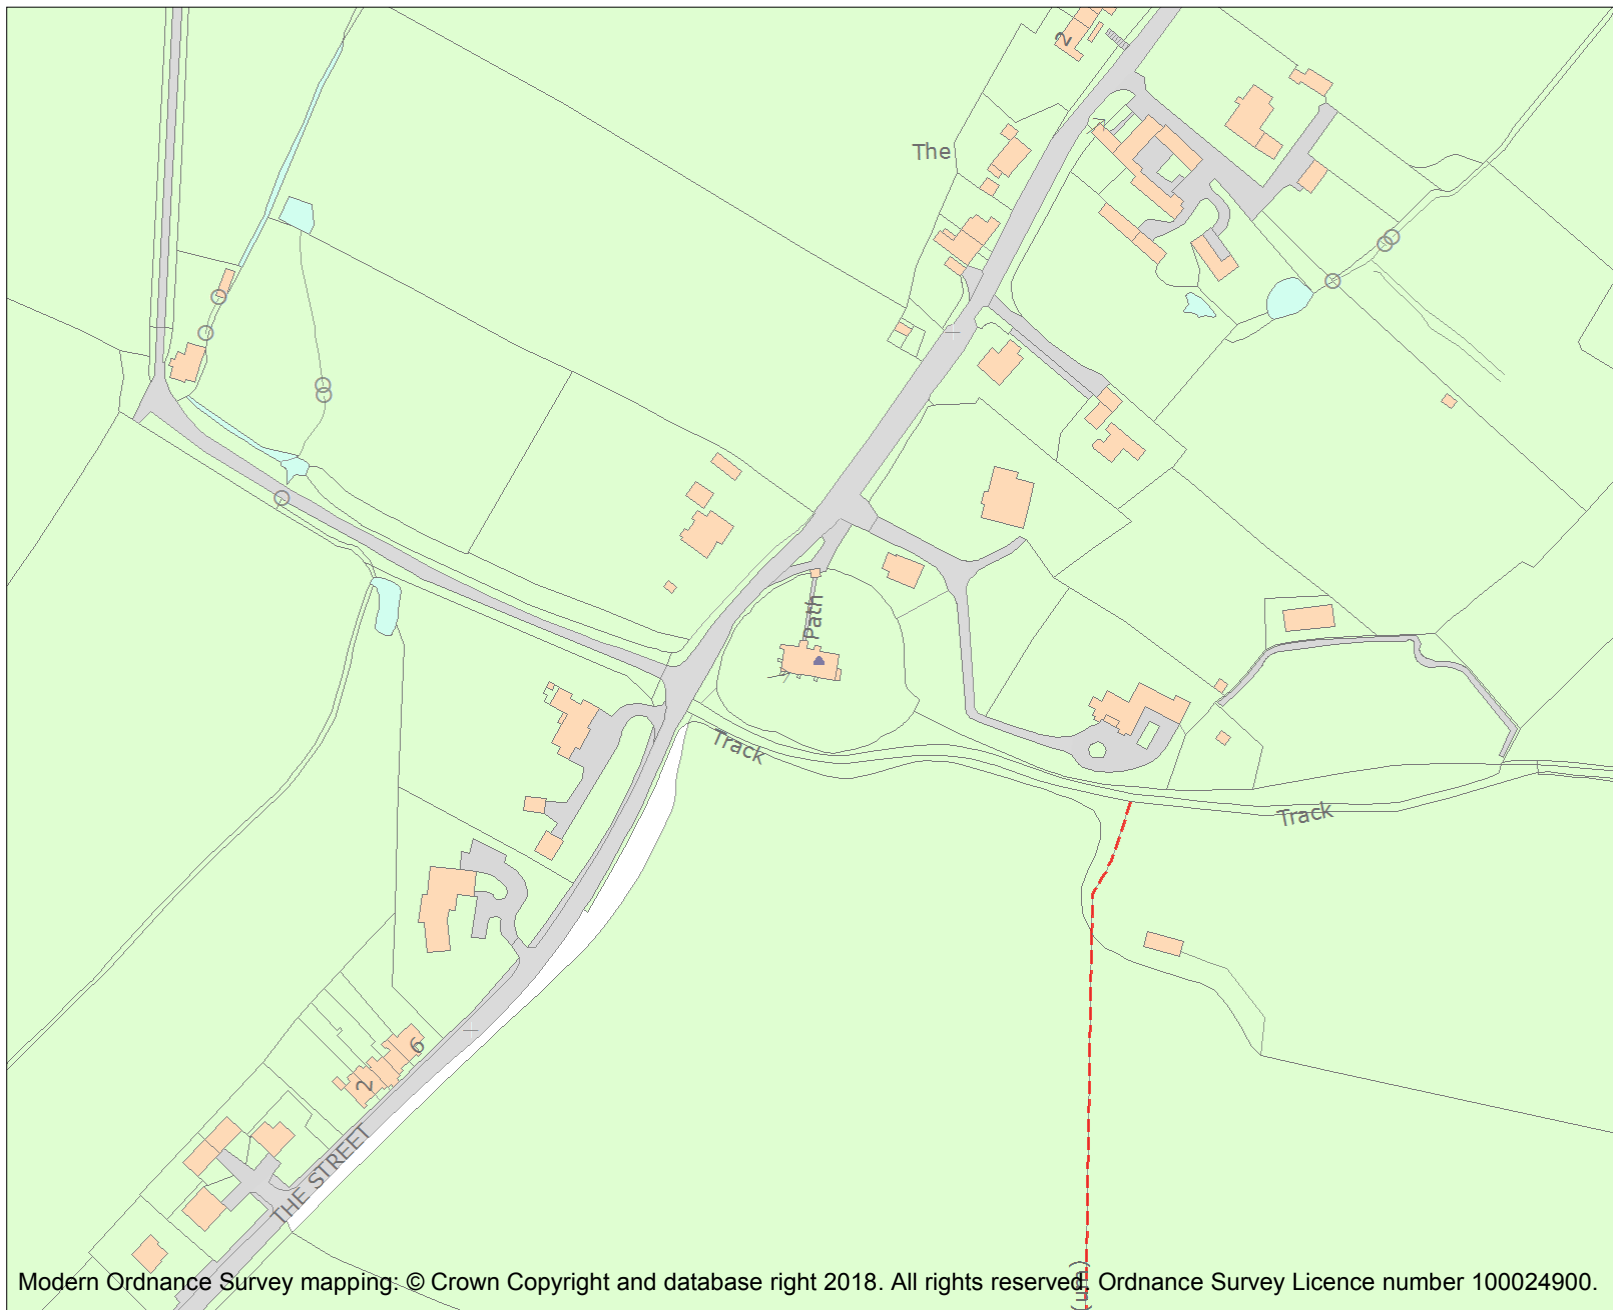 2
The
Path
Track
Track
6
2
THE STREET
(um)
Modern Ordnance Survey mapping: © Crown Copyright and database right 2018. All rights reserved. Ordnance Survey Licence number 100024900.